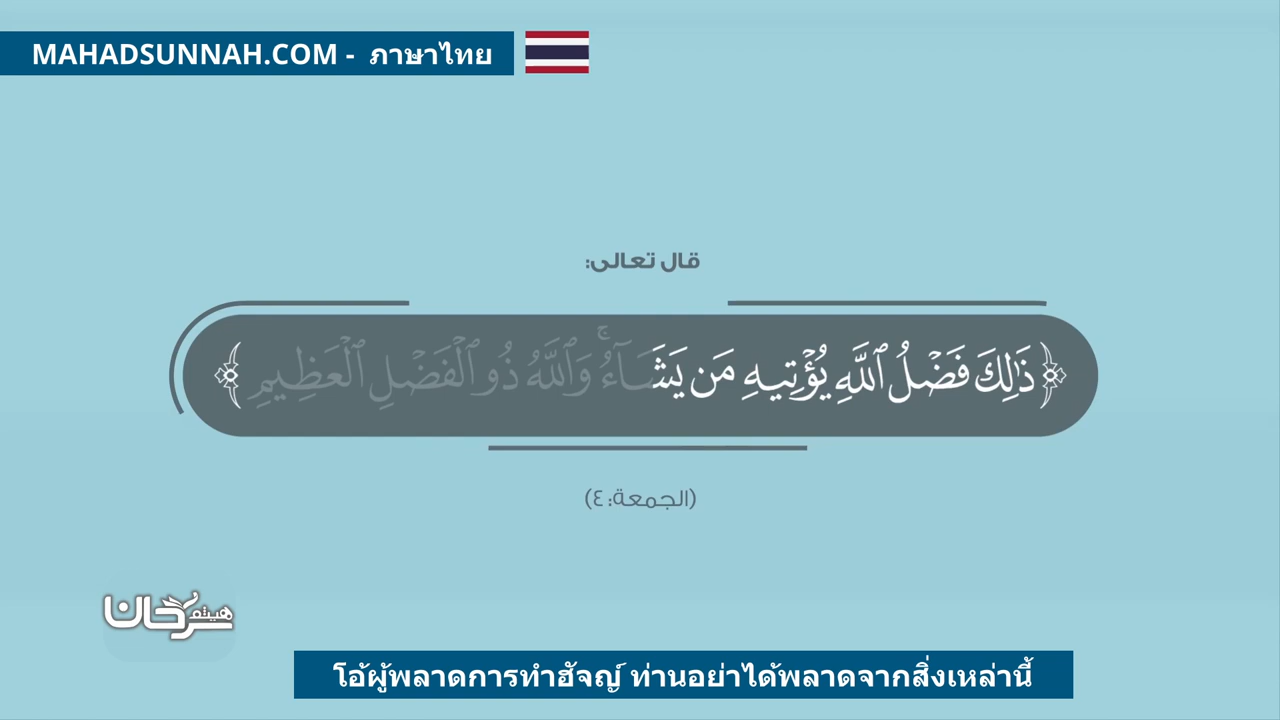 MAHADSUNNAH.COM - ภาษาไทย
قال تعالى:
﴿ذَٰلِكَ فَضْلُ ٱللَّهِ يُؤْتِيهِ مَن يَشَآءُ ۚ وَٱللَّهُ ذُو ٱلْفَضْلِ ٱلْعَظِيمِ﴾
(الجمعة: ٤)
هيثم سرحان
โอ้ผู้พลาดการทำฮัจญ์ ท่านอย่าได้พลาดจากสิ่งเหล่านี้